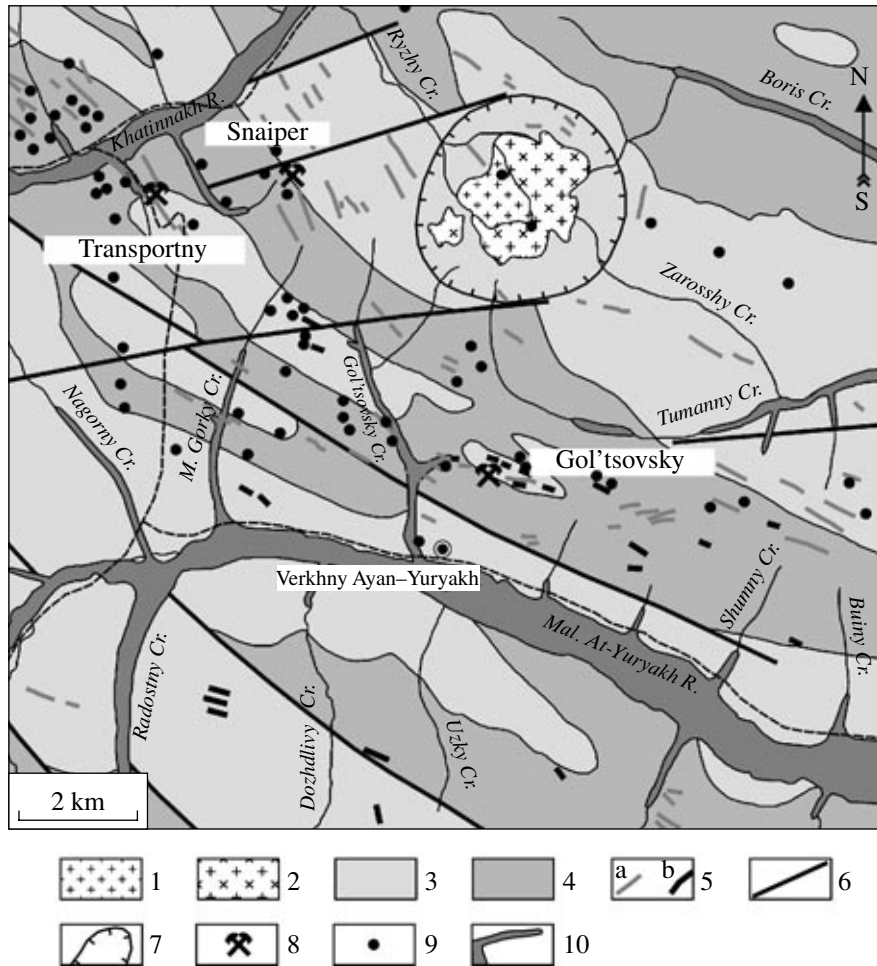 Ryzhy Cr.
Boris Cr.
N
S
Khatinnakh R.
Snaiper
Transportny
Zarosshy Cr.
Nagorny Cr.
M. Gorky Cr.
Gol'tsovsky Cr.
Tumanny Cr.
Gol'tsovsky
Verkhny Ayan–Yuryakh
Mal. At-Yuryakh R.
Shumny Cr.
Buiny Cr.
Radostny Cr.
Dozhdlivy Cr.
Uzky Cr.
2 km
1
2
3
4
a b 5
6
7
8
9
10